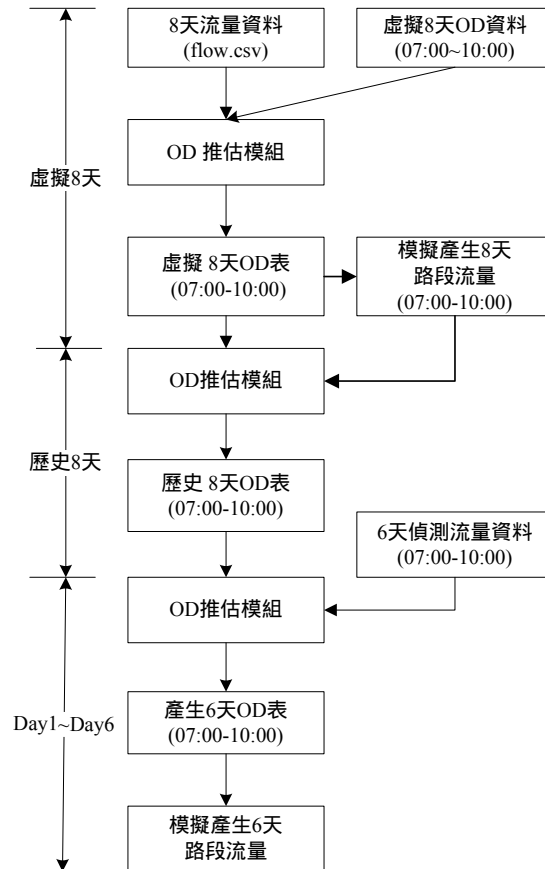 8天流量資料
(flow.csv)
虛擬8天OD資料
(07:00~10:00)
OD 推估模組
虛擬8天
虛擬 8天OD表
(07:00-10:00)
模擬產生8天
路段流量
(07:00-10:00)
OD推估模組
歷史8天
歷史 8天OD表
(07:00-10:00)
6天偵測流量資料
(07:00-10:00)
OD推估模組
Day1~Day6
產生6天OD表
(07:00-10:00)
模擬產生6天
路段流量